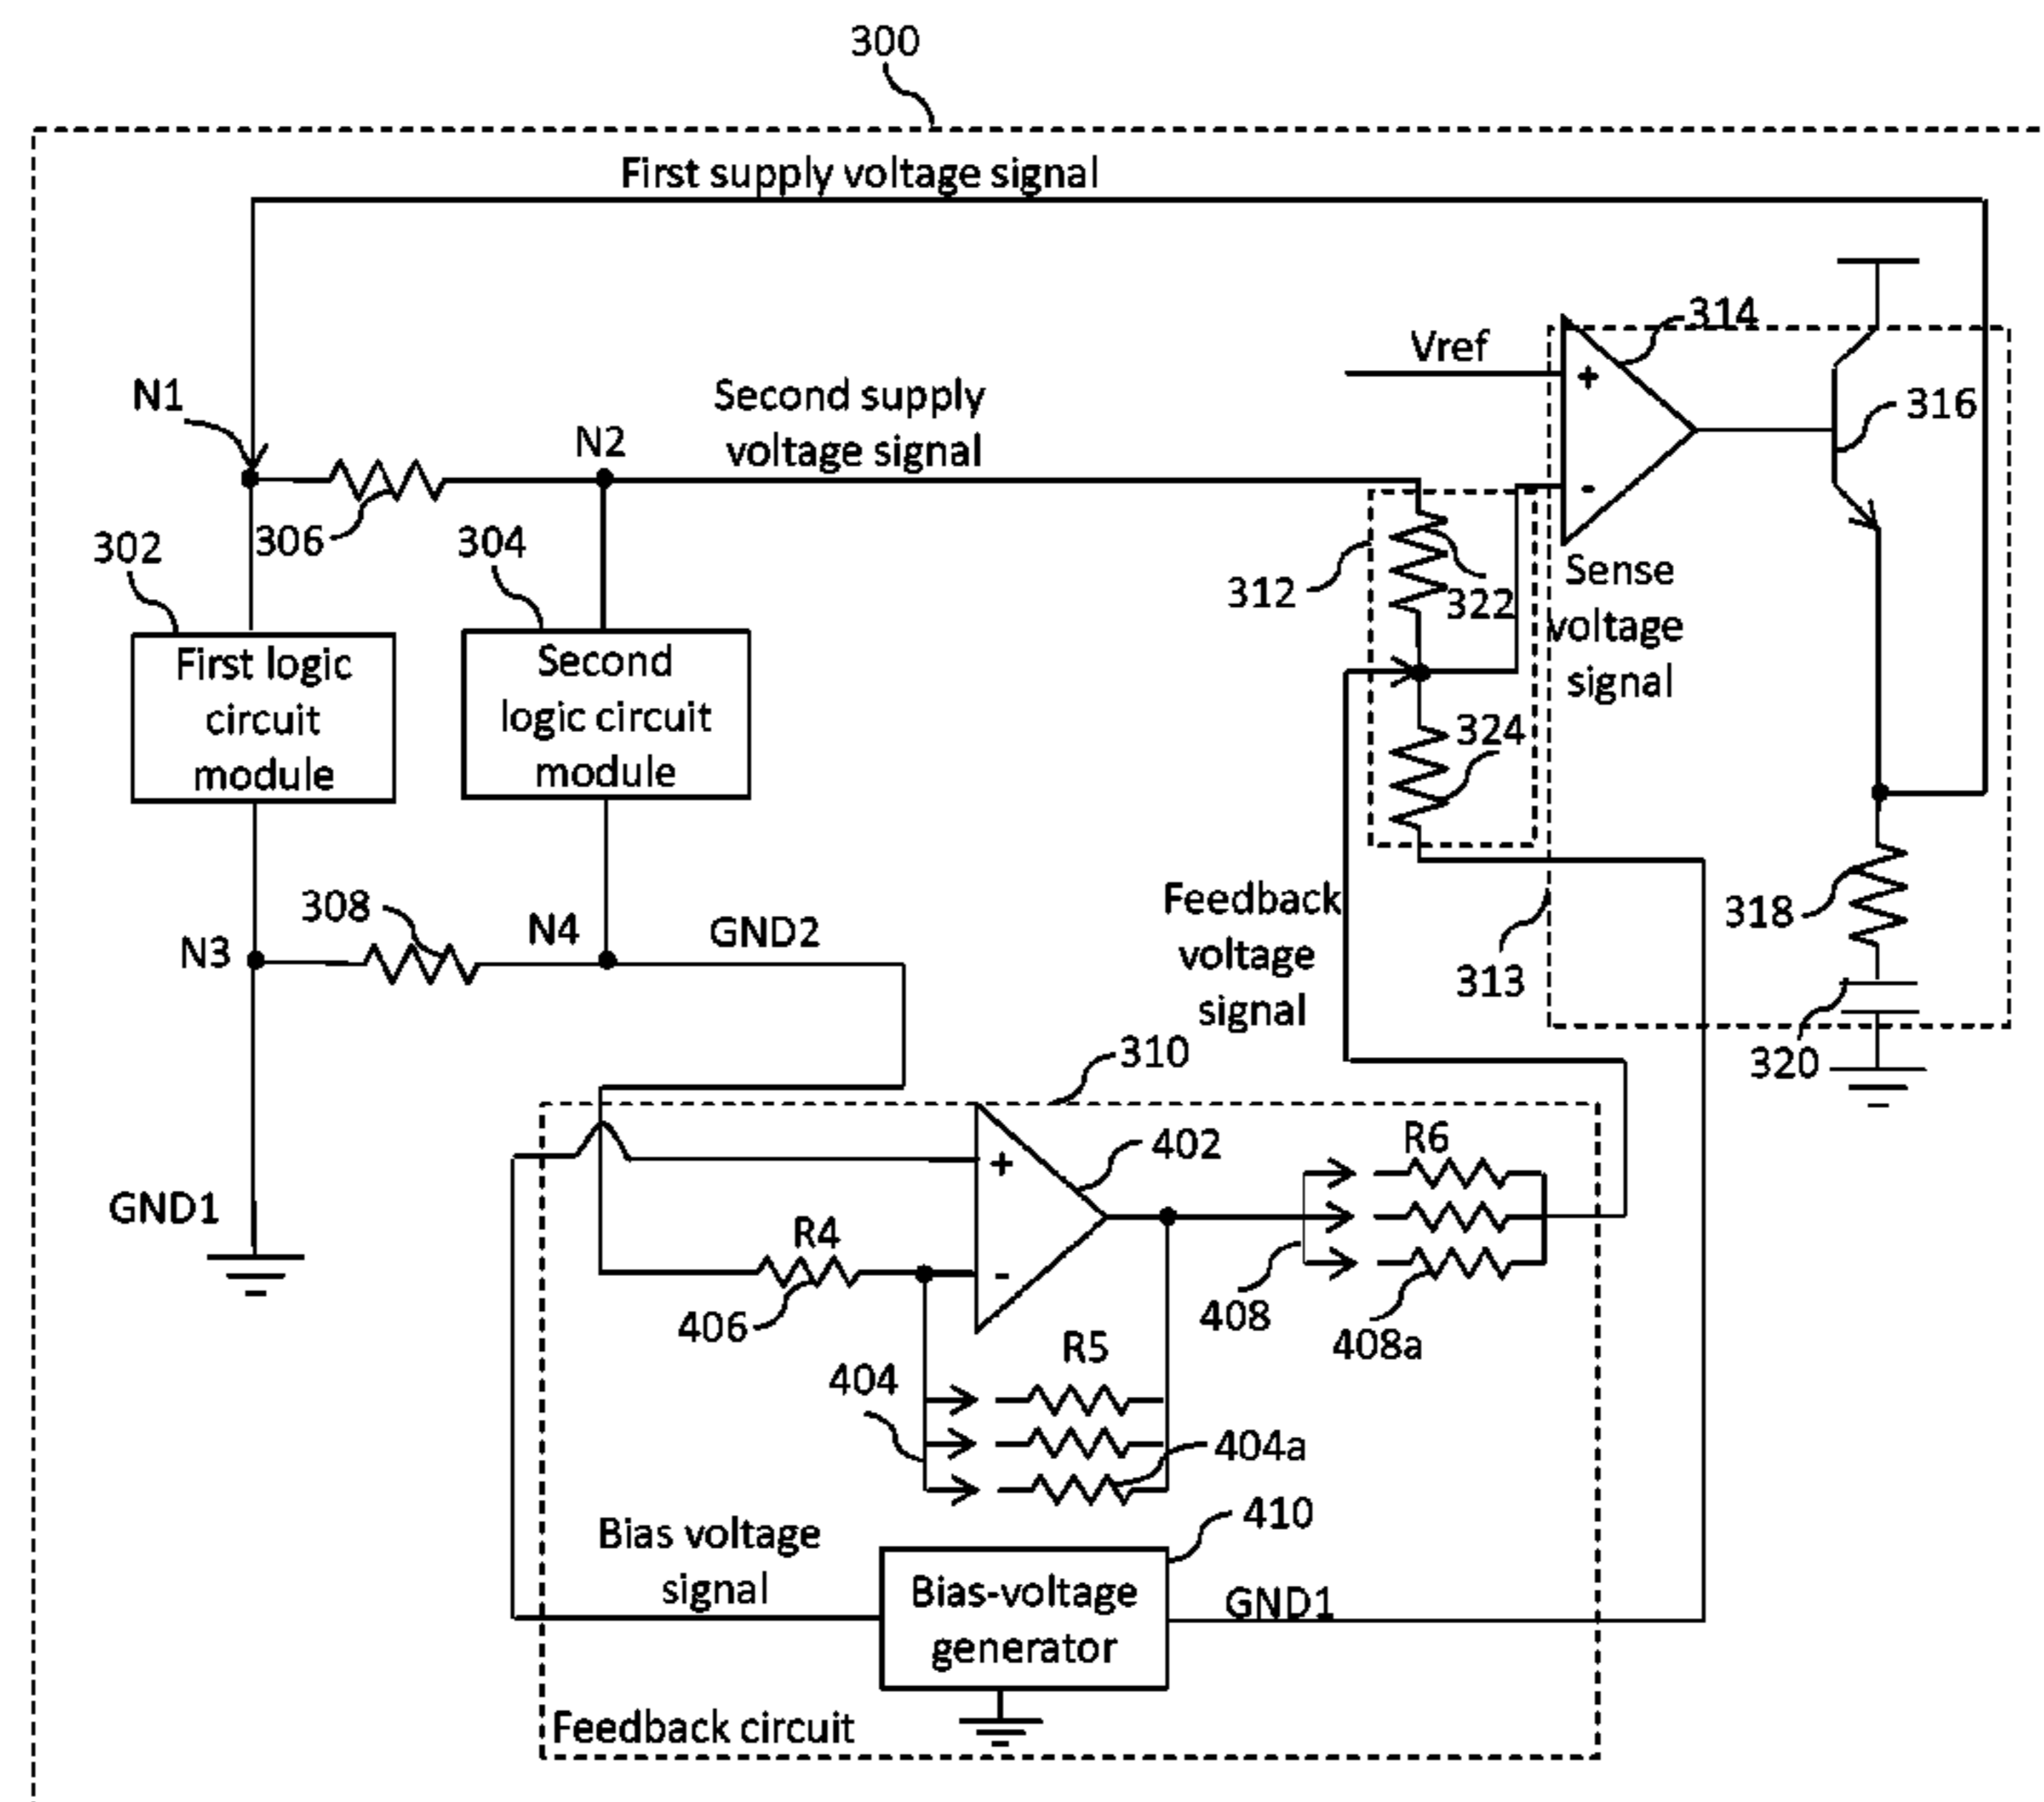 300
First supply voltage signal
314
Vref
+
316
N1
Second supply
voltage signal
N2
-
306
302
304
312
322
Sense
voltage
signal
First logic
circuit
module
Second
logic circuit
module
324
308
N3
N4
GND2
Feedback
voltage
signal
318
313
320
310
GND1
+
402
R6
R4
-
406
408
408a
R5
404
404a
410
Bias voltage
signal
Bias-voltage
generator
GND1
Feedback circuit